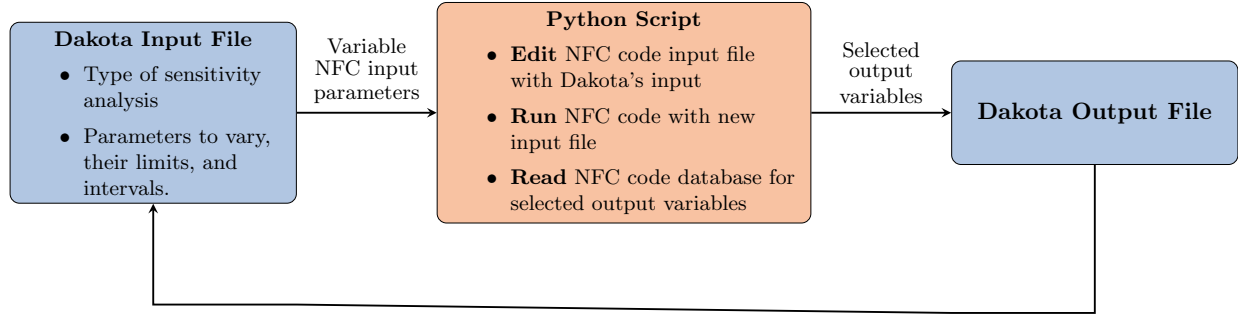 Dakota Input File
• Type of sensitivity
analysis
• Parameters to vary,
their limits, and
intervals.
Variable
NFC input
parameters
Python Script
• Edit NFC code input file
with Dakota's input
• Run NFC code with new
input file
• Read NFC code database for
selected output variables
Selected
output
variables
Dakota Output File